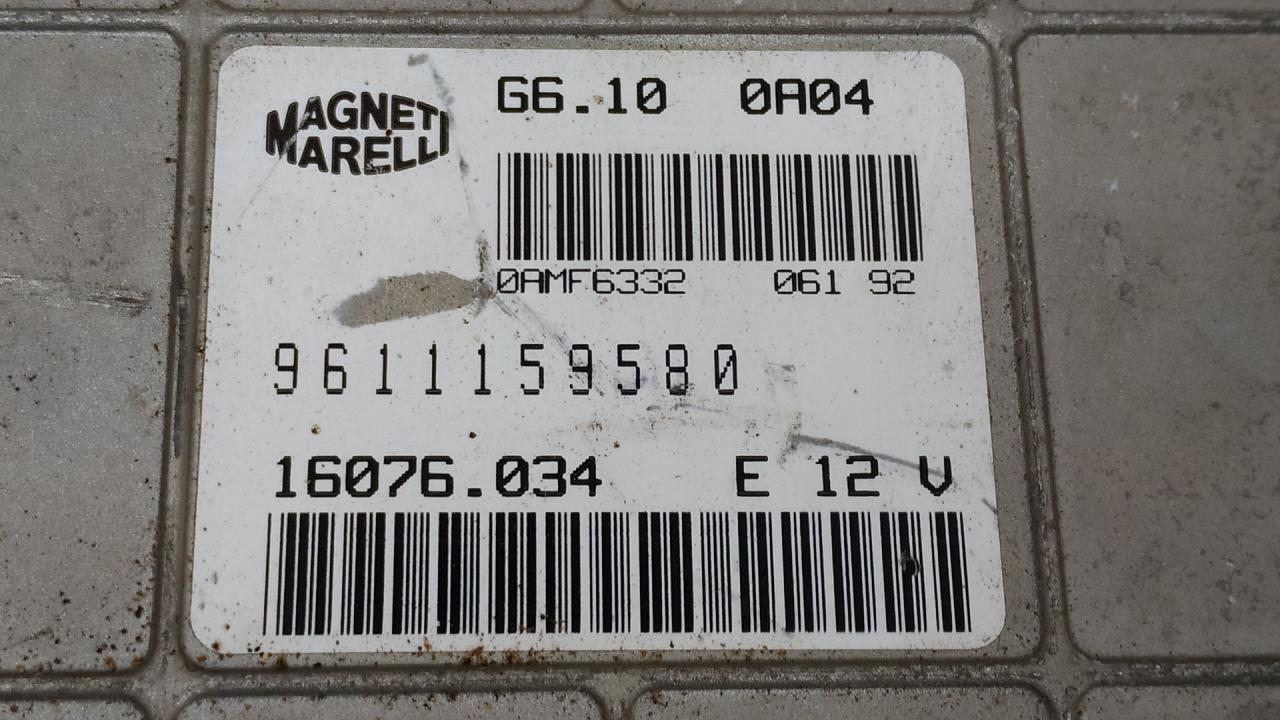 MAGNETI
MARELLI
G6.10 0A04
0AMF6332 061 92
9611159580
16076.034 E 12 V